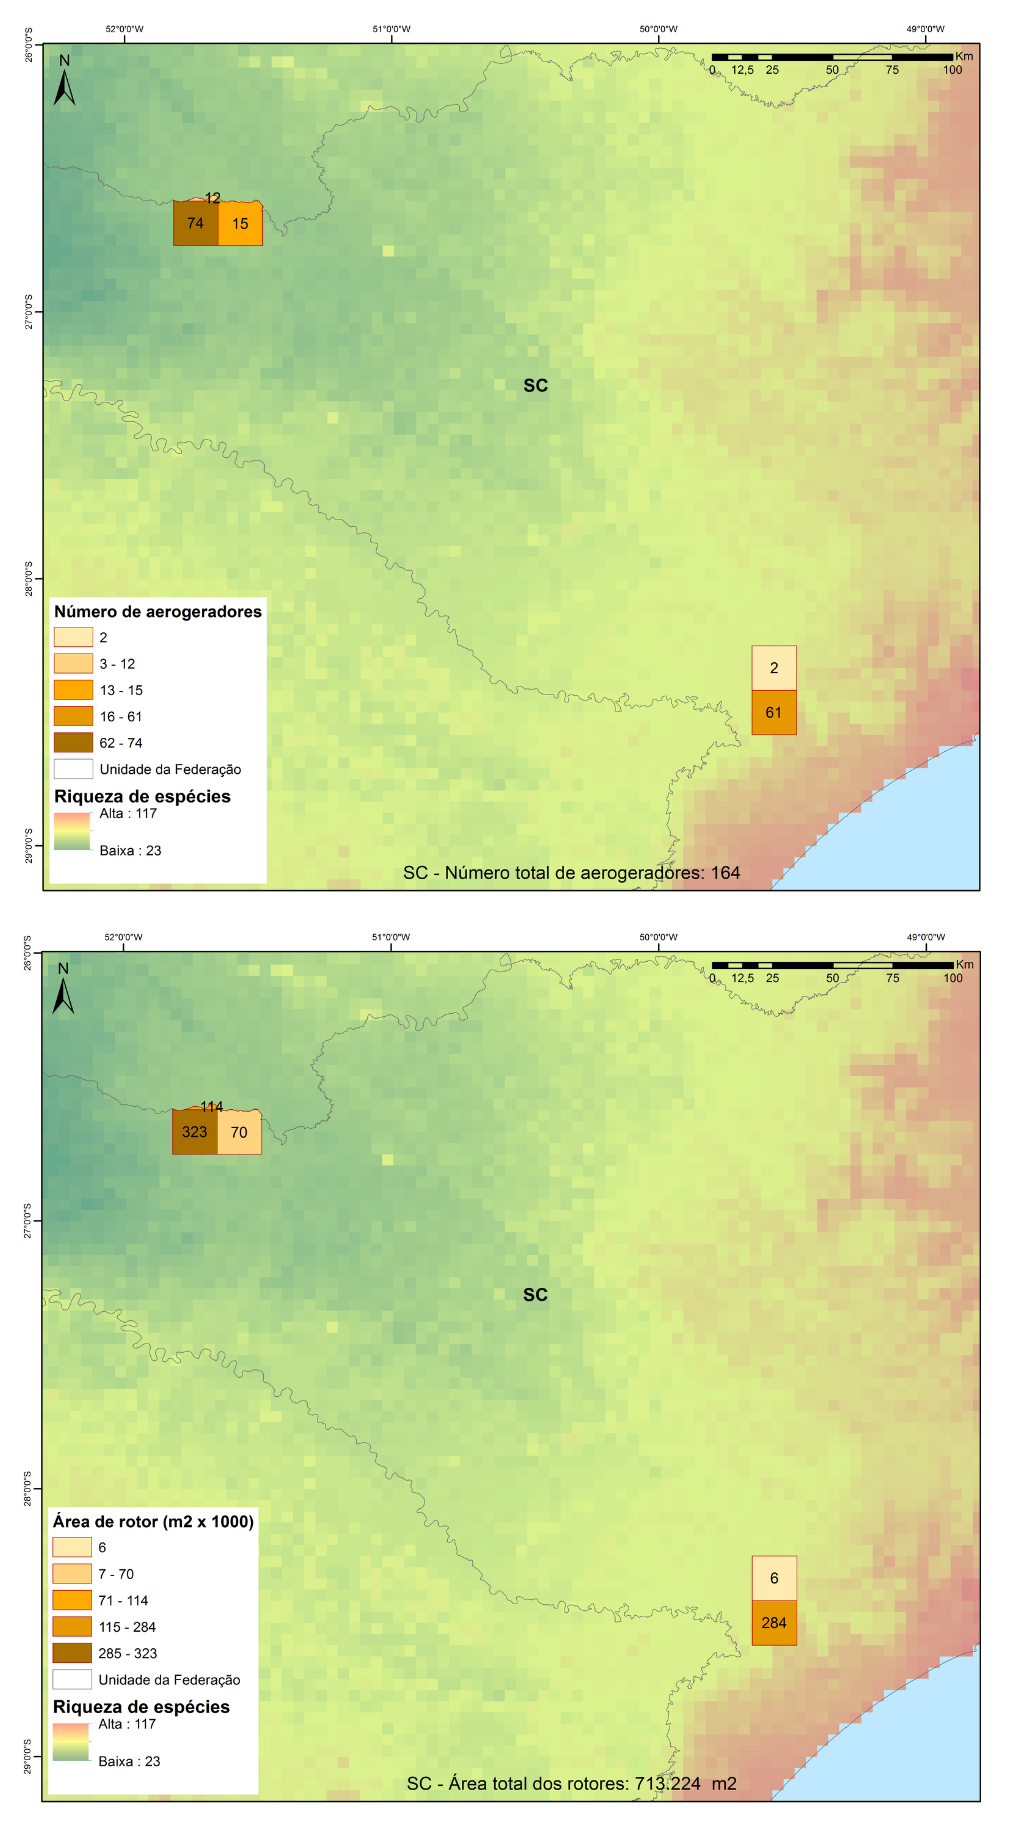 52°0'0"W
51°0'0"W
50°0'0"W
49°0'0"W
26°0'0"S
N
Km
0 12,5 25 50 75 100
12
74
15
27°0'0"S
SC
28°0'0"S
Número de aerogeradores
2
3 - 12
13 - 15
16 - 61
62 - 74
Unidade da Federação
Riqueza de espécies
Alta : 117
Baixa : 23
2
61
29°0'0"S
SC - Número total de aerogeradores: 164
52°0'0"W
51°0'0"W
50°0'0"W
49°0'0"W
26°0'0"S
N
Km
0 12,5 25 50 75 100
114
323
70
27°0'0"S
SC
28°0'0"S
Área de rotor (m2 x 1000)
6
7 - 70
71 - 114
115 - 284
285 - 323
Unidade da Federação
Riqueza de espécies
Alta : 117
Baixa : 23
6
284
29°0'0"S
SC - Área total dos rotores: 713.224 m2